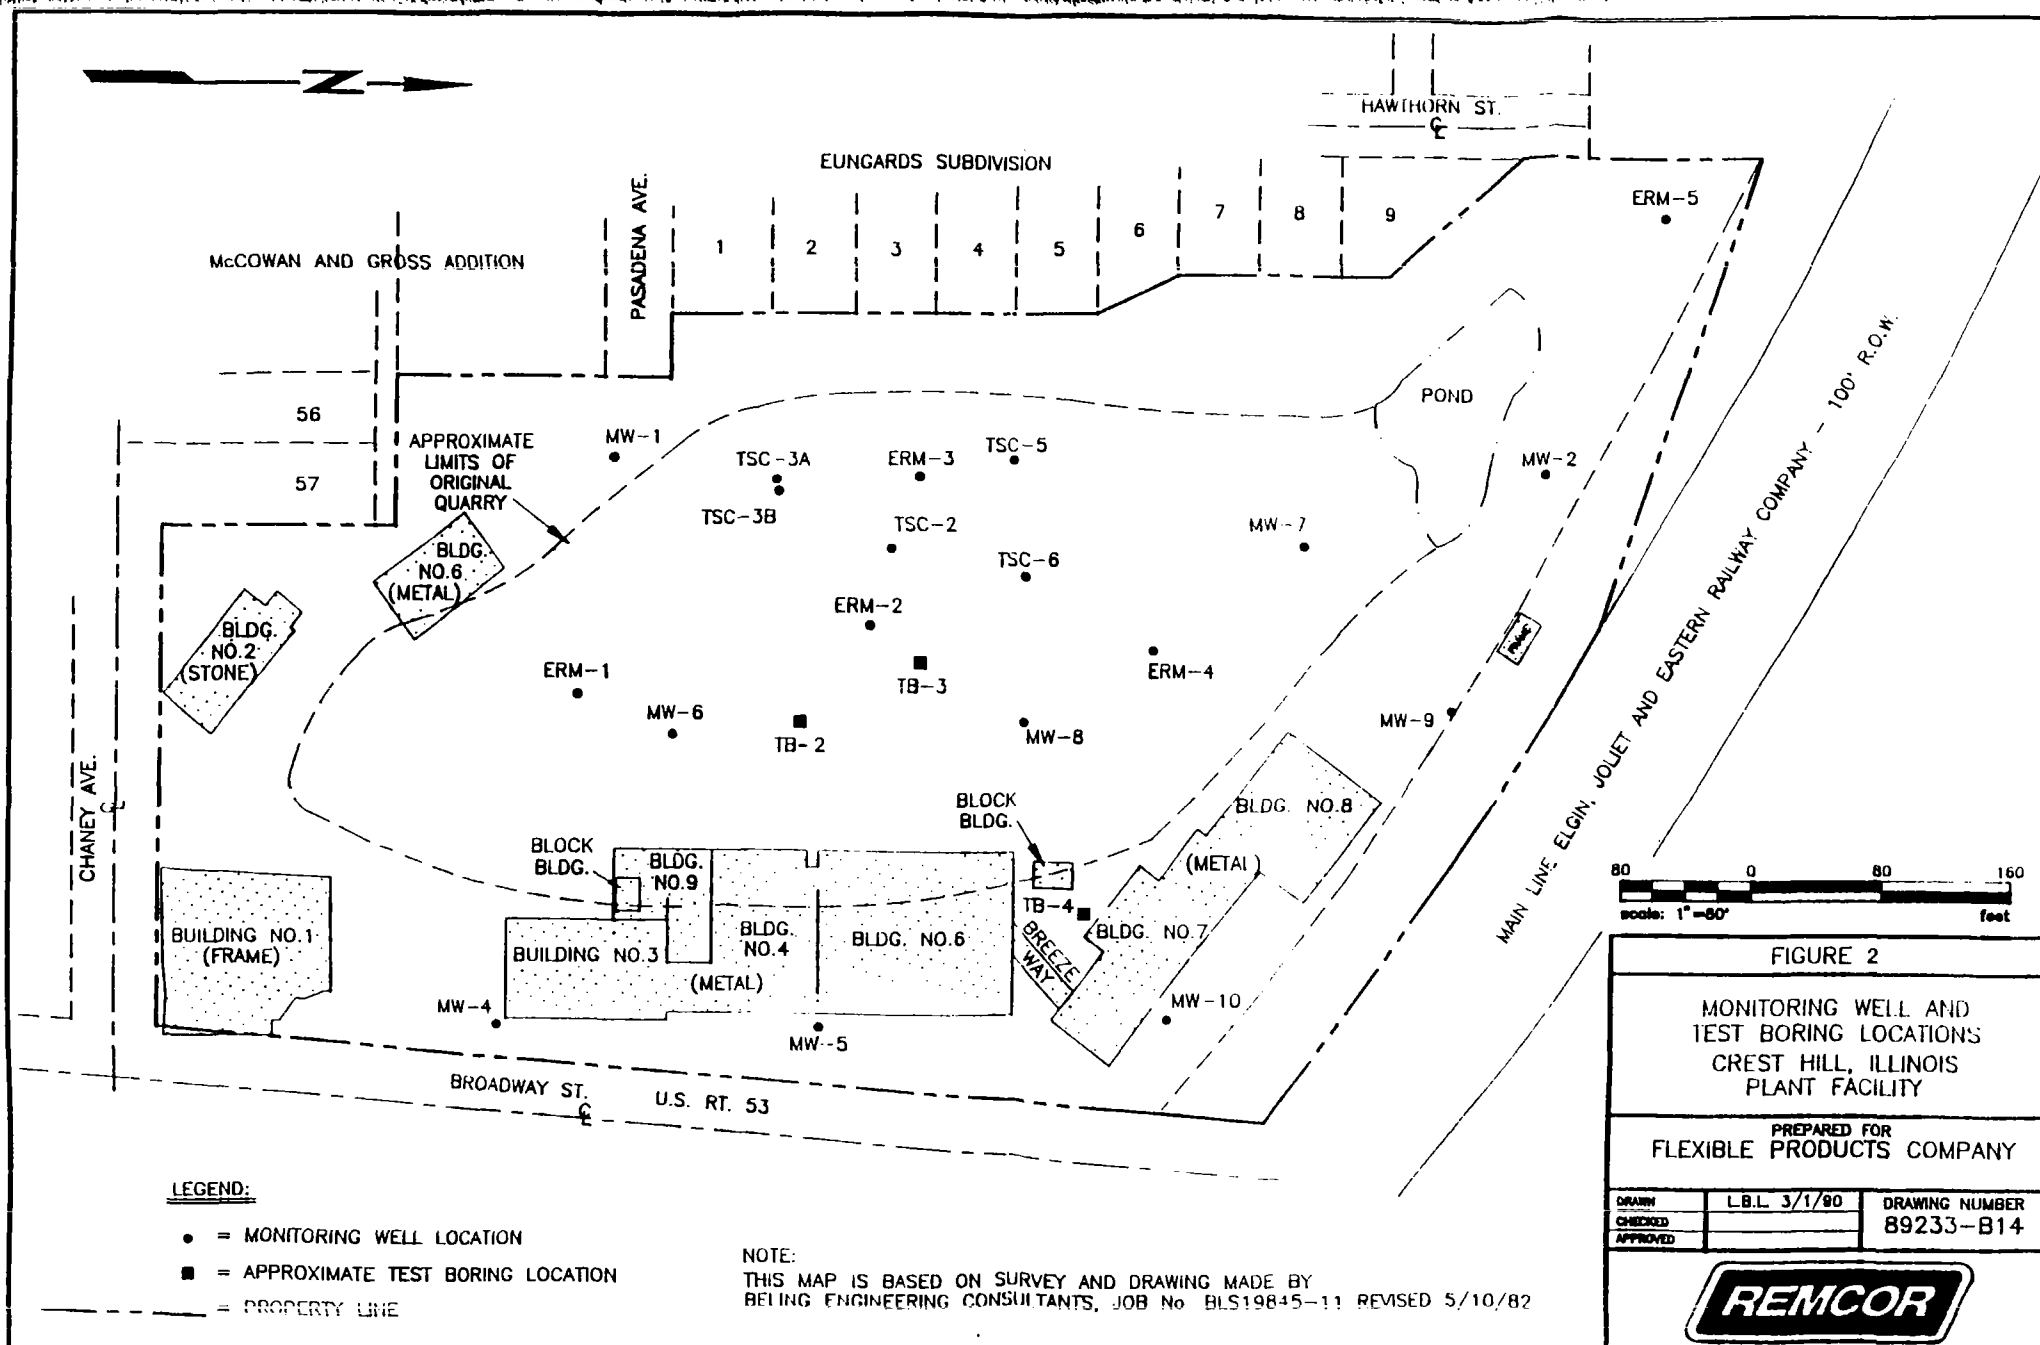 N
HAWTHORN ST.
℄
EUNGARDS SUBDIVISION
ERM-5
PASADENA AVE.
1
2
3
4
5
6
7
8
9
McCOWAN AND GROSS ADDITION
56
57
APPROXIMATE
LIMITS OF
ORIGINAL
QUARRY
MW-1
TSC-3A
TSC-3B
ERM-3
TSC-5
TSC-2
TSC-6
POND
MW-2
MW-7
BLDG.
NO.6
(METAL)
BLDG.
NO.2
(STONE)
ERM-2
ERM-1
MW-6
TB-3
TB-2
ERM-4
MW-8
MW-9
FRAME
MAIN LINE ELGIN, JOLIET AND EASTERN RAILWAY COMPANY - 100' R.O.W.
CHANEY AVE.
℄
BLOCK
BLDG.
BLOCK
BLDG.
BLDG.
NO.9
BLDG. NO.8
(METAL)
BUILDING NO.1
(FRAME)
BUILDING NO.3
BLDG.
NO.4
(METAL)
BLDG. NO.6
TB-4
BREEZE
WAY
BLDG. NO.7
MW-4
MW-5
MW-10
BROADWAY ST.
℄
U.S. RT. 53
80 0 80 160
scale: 1"=80' feet
FIGURE 2
MONITORING WELL AND
TEST BORING LOCATIONS
CREST HILL, ILLINOIS
PLANT FACILITY
PREPARED FOR
FLEXIBLE PRODUCTS COMPANY
DRAWN L.B.L. 3/1/90
CHECKED
APPROVED
DRAWING NUMBER
89233-B14
REMCOR
LEGEND:
● = MONITORING WELL LOCATION
■ = APPROXIMATE TEST BORING LOCATION
= PROPERTY LINE
NOTE:
THIS MAP IS BASED ON SURVEY AND DRAWING MADE BY
BELING ENGINEERING CONSULTANTS, JOB No BLS19845-11 REVISED 5/10/82